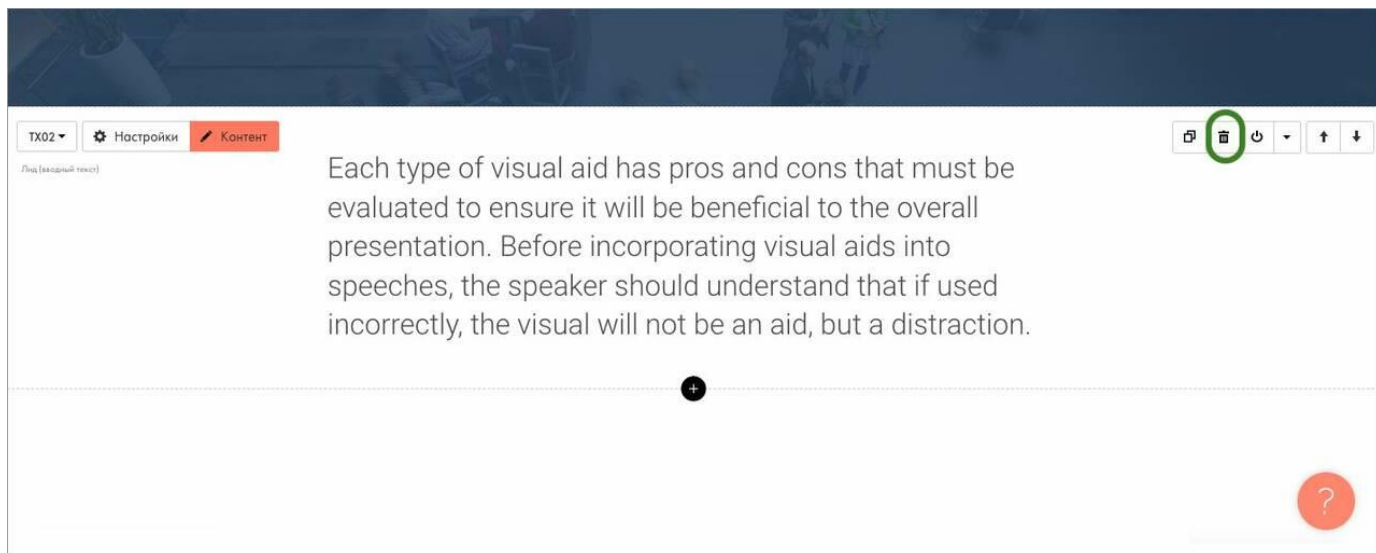 TX02
Настройки
Контент
Лид (вводный текст)
Each type of visual aid has pros and cons that must be
evaluated to ensure it will be beneficial to the overall
presentation. Before incorporating visual aids into
speeches, the speaker should understand that if used
incorrectly, the visual will not be an aid, but a distraction.
+
?